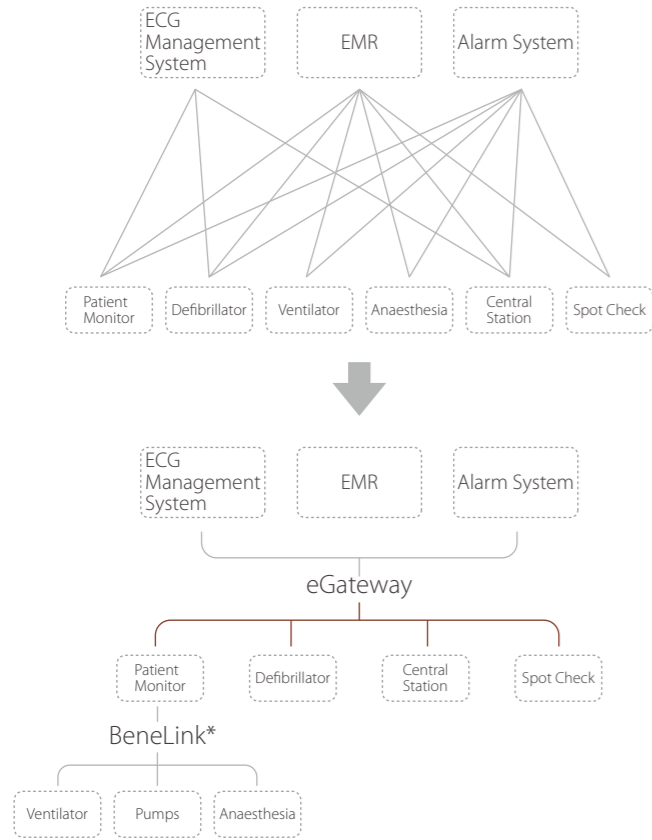 ECG
Management
System
EMR
Alarm System
Patient
Monitor
Defibrillator
Ventilator
Anaesthesia
Central
Station
Spot Check
ECG
Management
System
EMR
Alarm System
eGateway
Patient
Monitor
Defibrillator
Central
Station
Spot Check
BeneLink*
Ventilator
Pumps
Anaesthesia